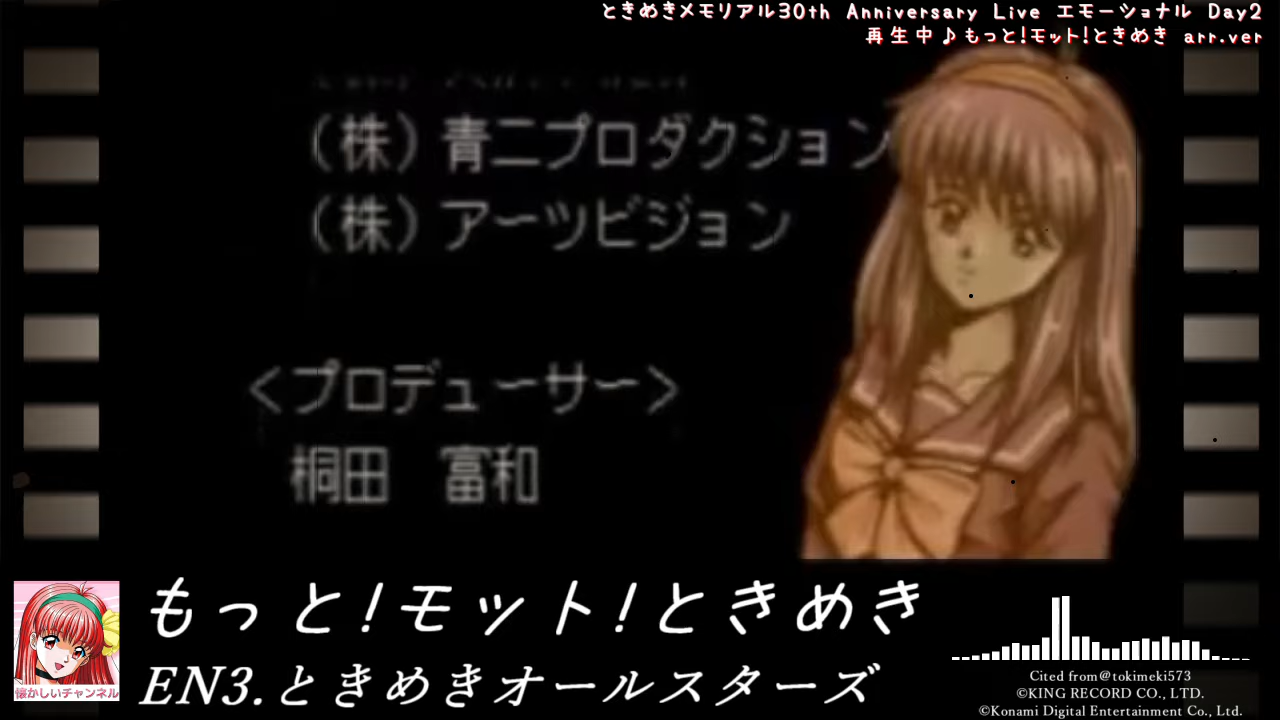 ときめきメモリアル30th Anniversary Live エモーショナル Day2
再生中♪もっと!モット!ときめき arr.ver
(株)青二プロダクション
(株)アーツビジョン
<プロデューサー>
桐田 富和
もっと!モット!ときめき
EN3.ときめきオールスターズ
懐かしいチャンネル
Cited from@tokimeki573
©KING RECORD CO., LTD.
©Konami Digital Entertainment Co., Ltd.